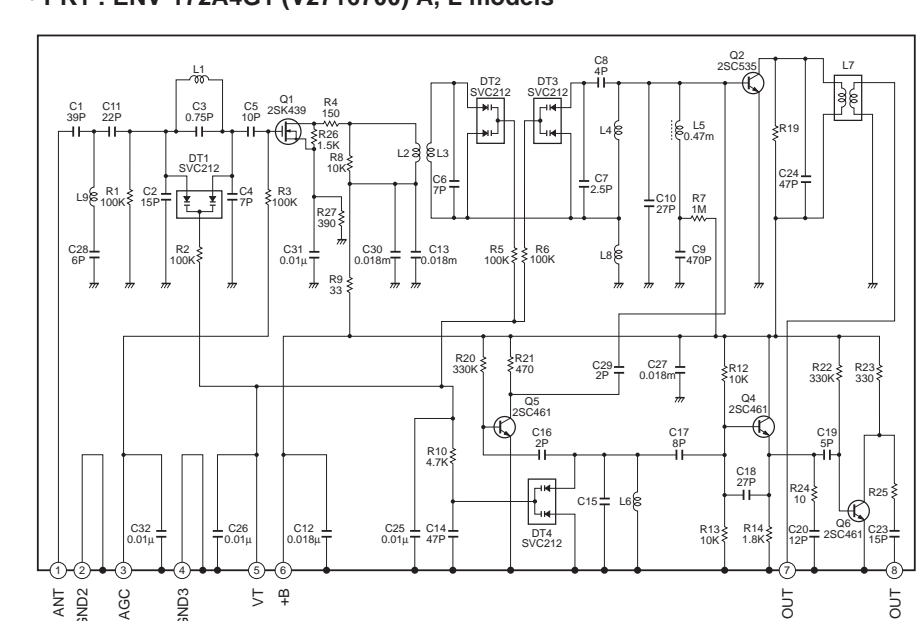 PK1 : ENV-172A4G1 (V2716700) A, E models
L1
C1
39P
C11
22P
C3
0.75P
C5
10P
Q1
2SK439
R4
150
R26
1.5K
R8
10K
DT2
SVC212
DT3
SVC212
C8
4P
Q2
2SC535
L7
L2
L3
L4
L5
0.47m
R19
DT1
SVC212
L9
R1
100K
C2
15P
C4
7P
R3
100K
C6
7P
C7
2.5P
C10
27P
R7
1M
C24
47P
R27
390
C28
6P
R2
100K
C31
0.01µ
C30
0.018m
C13
0.018m
R5
100K
R6
100K
L8
C9
470P
R9
33
R20
330K
R21
470
C29
2P
C27
0.018m
R12
10K
R22
330K
R23
330
Q5
2SC461
Q4
2SC461
R10
4.7K
C16
2P
C17
8P
C19
5P
C18
27P
R24
10
R25
C15
L6
DT4
SVC212
Q6
2SC461
C32
0.01µ
C26
0.01µ
C12
0.018µ
C25
0.01µ
C14
47P
R13
10K
R14
1.8K
C20
12P
C23
15P
1
2
3
4
5
6
7
8
ANT
GND2
AGC
GND3
VT
+B
OUT
OUT